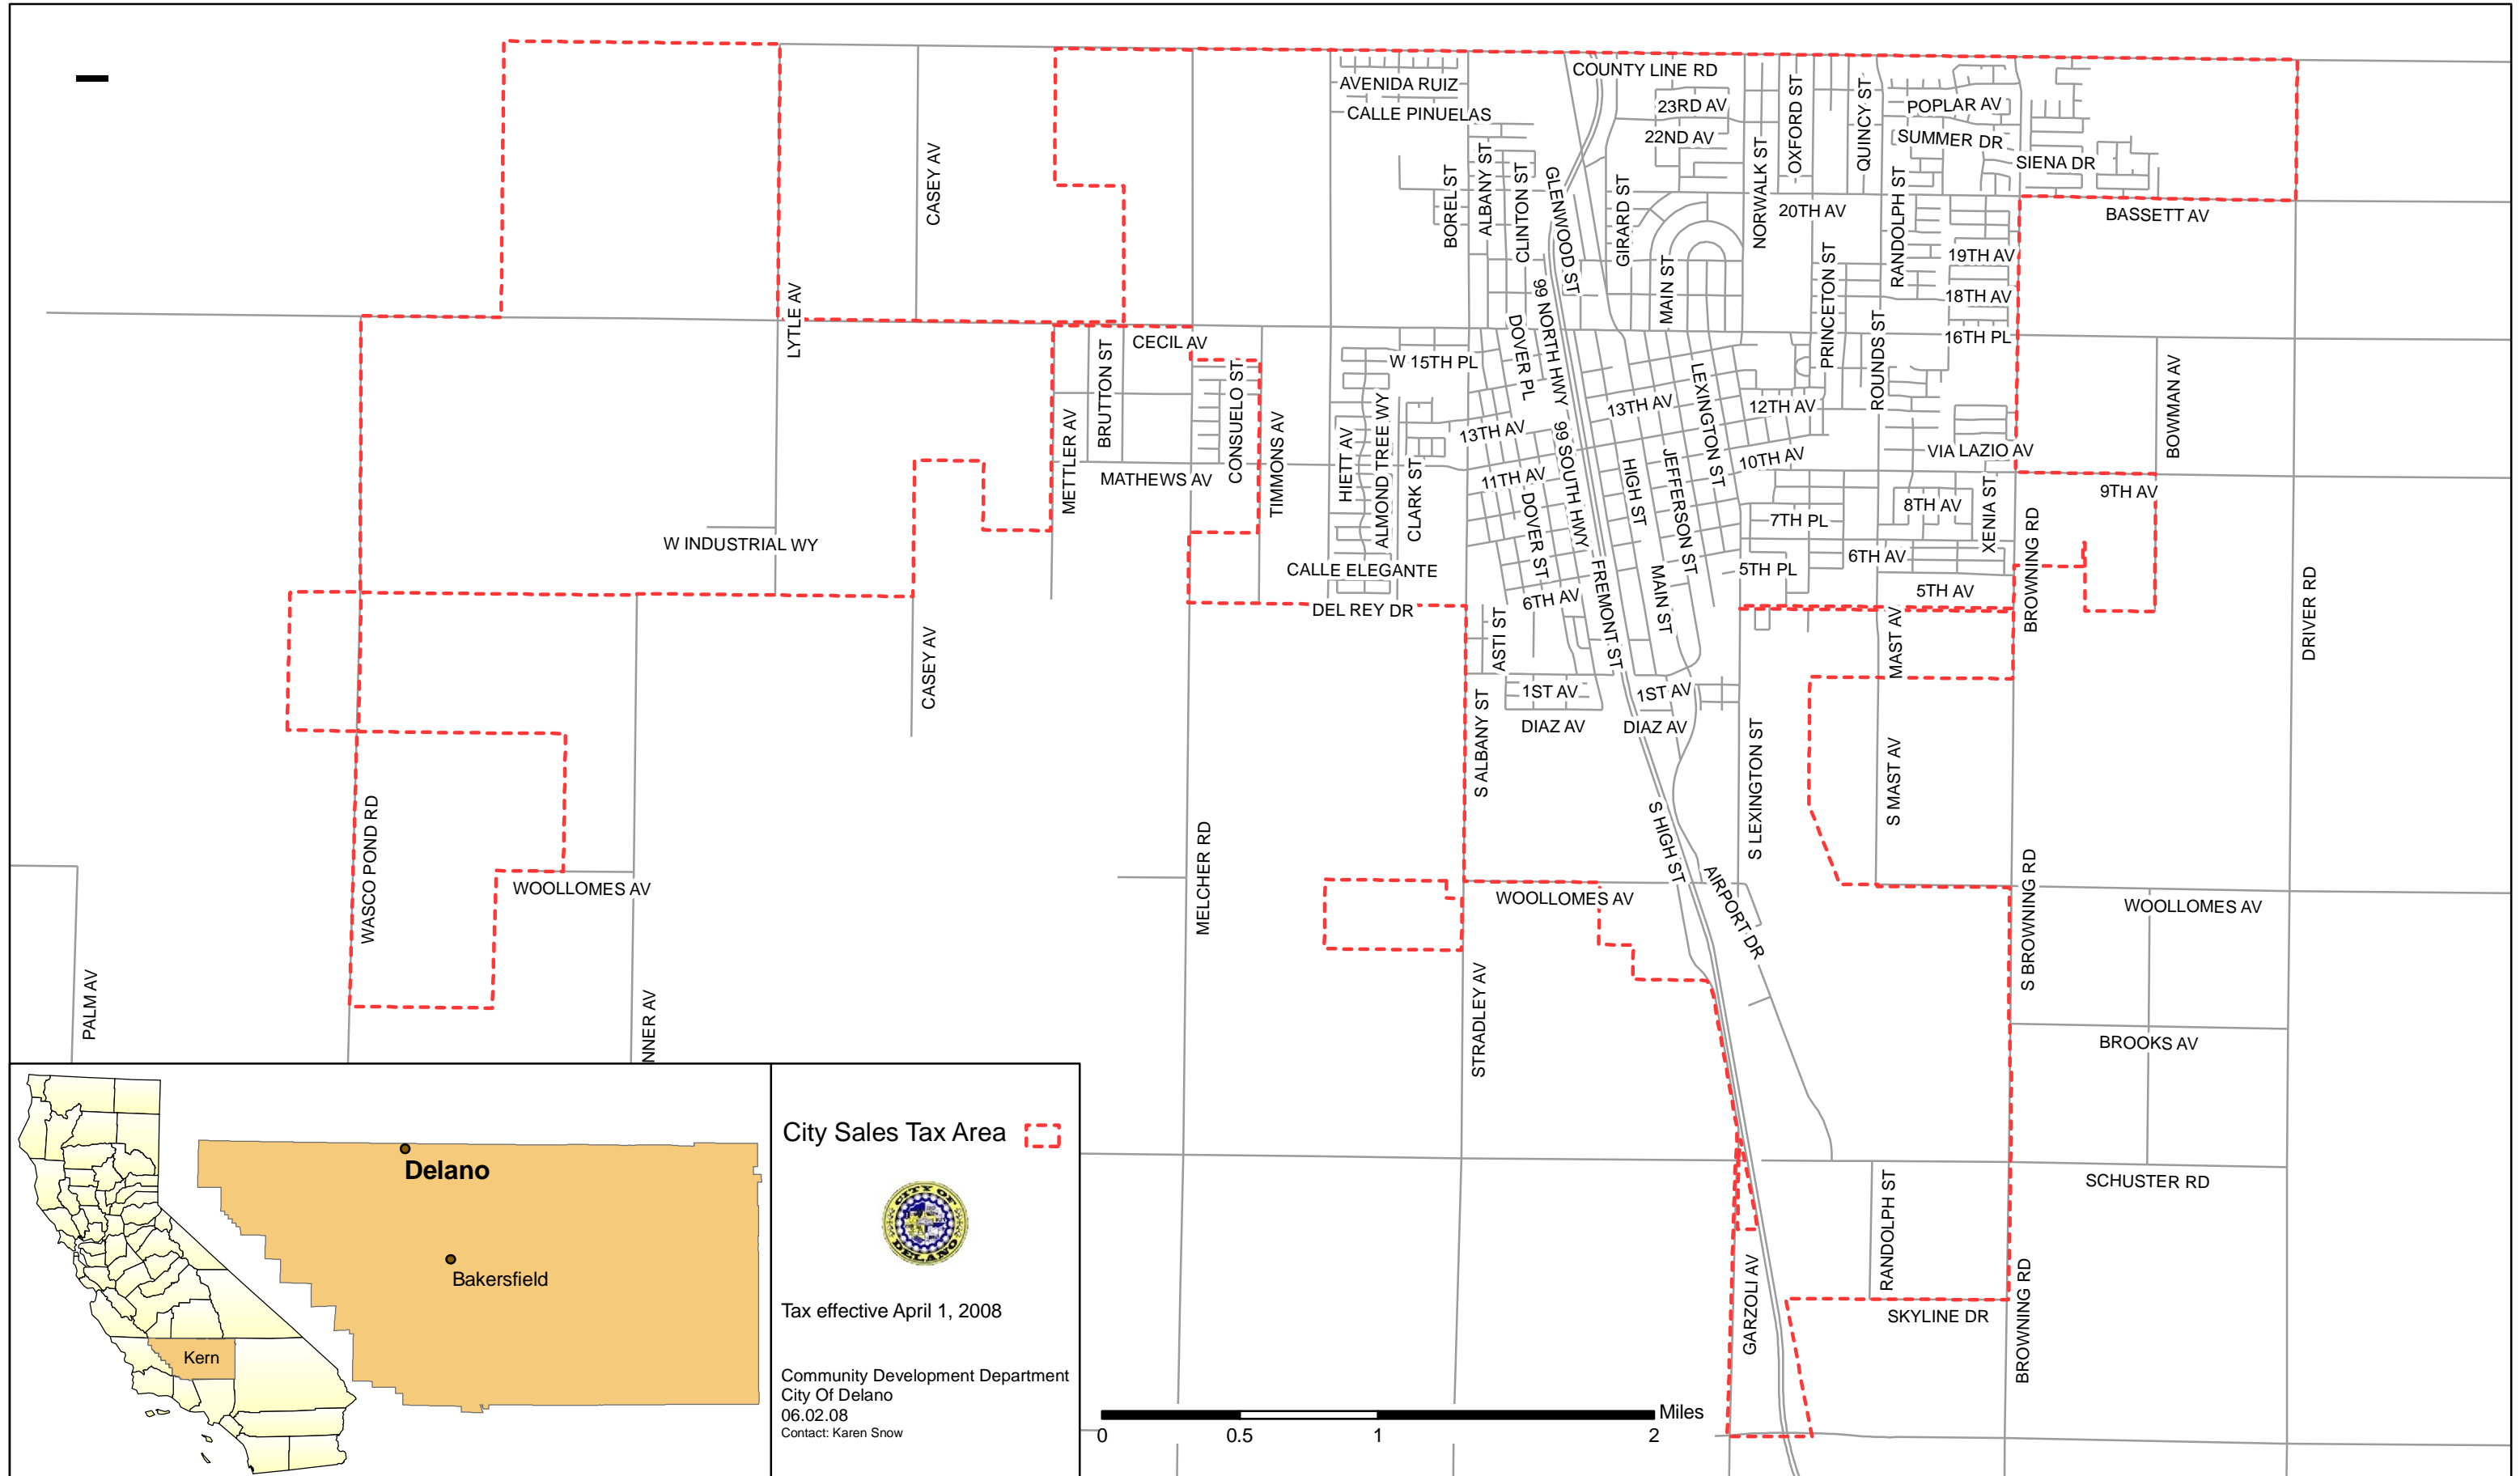 COUNTY LINE RD
AVENIDA RUIZ
CALLE PINUELAS
23RD AV
22ND AV
POPLAR AV
SUMMER DR
SIENA DR
OXFORD ST
QUINCY ST
NORWALK ST
CASEY AV
BOREL ST
ALBANY ST
CLINTON ST
GLENWOOD ST
GIRARD ST
RANDOLPH ST
20TH AV
BASSETT AV
19TH AV
18TH AV
16TH PL
MAIN ST
PRINCETON ST
ROUNDS ST
LYTLE AV
99 NORTH HWY
DOVER PL
CECIL AV
BRUTTON ST
CONSUELO ST
W 15TH PL
METTLER AV
MATHEWS AV
TIMMONS AV
HIETT AV
ALMOND TREE WY
CLARK ST
13TH AV
13TH AV
12TH AV
11TH AV
10TH AV
LEXINGTON ST
99 SOUTH HWY
HIGH ST
JEFFERSON ST
VIA LAZIO AV
BOWMAN AV
9TH AV
8TH AV
7TH PL
XENIA ST
6TH AV
5TH PL
5TH AV
BROWNING RD
DRIVER RD
W INDUSTRIAL WY
CALLE ELEGANTE
DEL REY DR
DOVER ST
6TH AV
FREMONT ST
MAIN ST
ASTI ST
MAST AV
CASEY AV
1ST AV
1ST AV
DIAZ AV
DIAZ AV
S ALBANY ST
S LEXINGTON ST
S MAST AV
S HIGH ST
AIRPORT DR
WASCO POND RD
WOOLLOMES AV
MELCHER RD
WOOLLOMES AV
WOOLLOMES AV
S BROWNING RD
PALM AV
NNER AV
STRADLEY AV
BROOKS AV
SCHUSTER RD
RANDOLPH ST
GARZOLI AV
SKYLINE DR
BROWNING RD
Delano
Bakersfield
Kern
City Sales Tax Area
CITY OF
DELANO
Tax effective April 1, 2008
Community Development Department
City Of Delano
06.02.08
Contact: Karen Snow
Miles
0 0.5 1 2